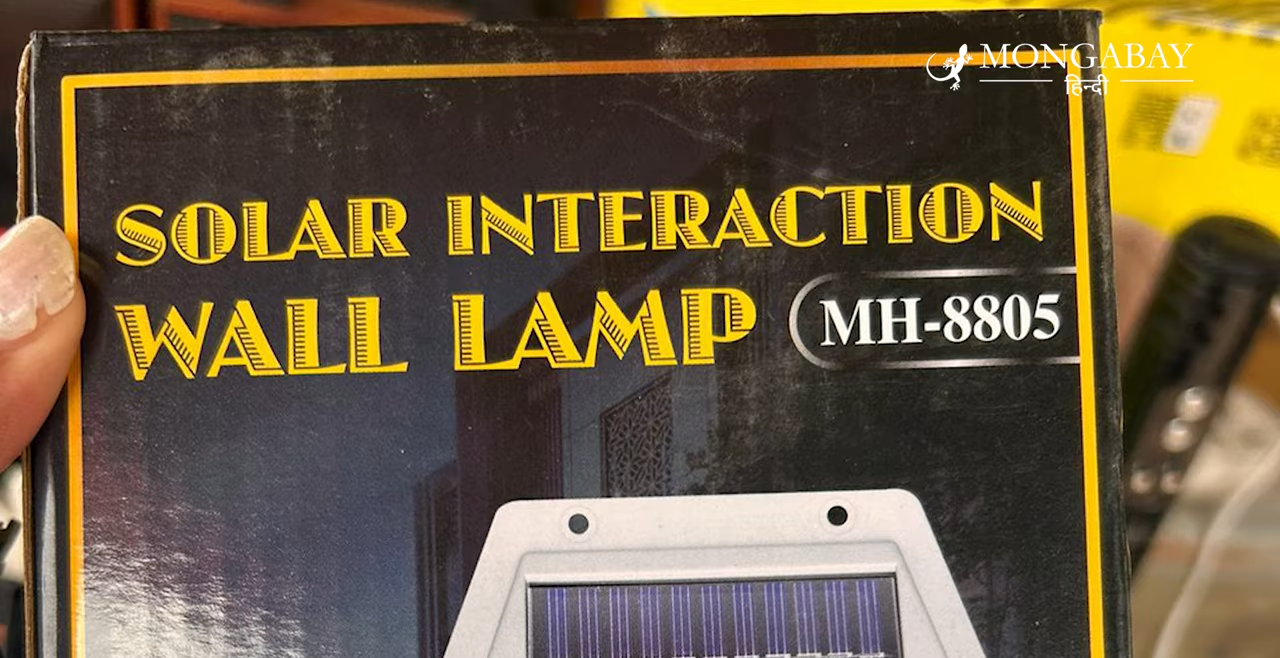 MONGABAY
हिन्दी
SOLAR INTERACTION
WALL LAMP
MH-8805